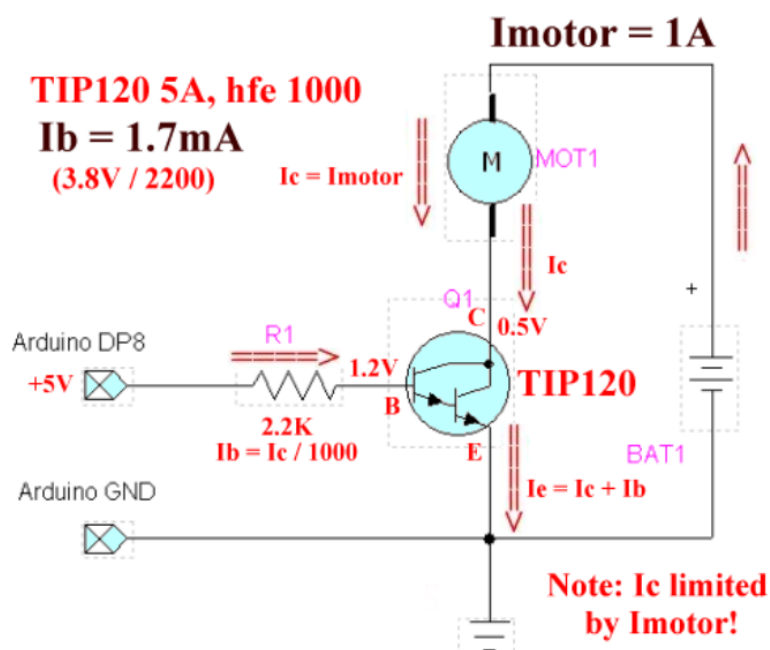 Imotor = 1A
TIP120 5A, hfe 1000
Ib = 1.7mA
(3.8V / 2200)
Ic = Imotor
M
MOT1
Ic
+
Q1
C
0.5V
Arduino DP8
R1
+5V
1.2V
B
TIP120
2.2K
Ib = Ic / 1000
E
BAT1
Arduino GND
Ie = Ic + Ib
Note: Ic limited
by Imotor!